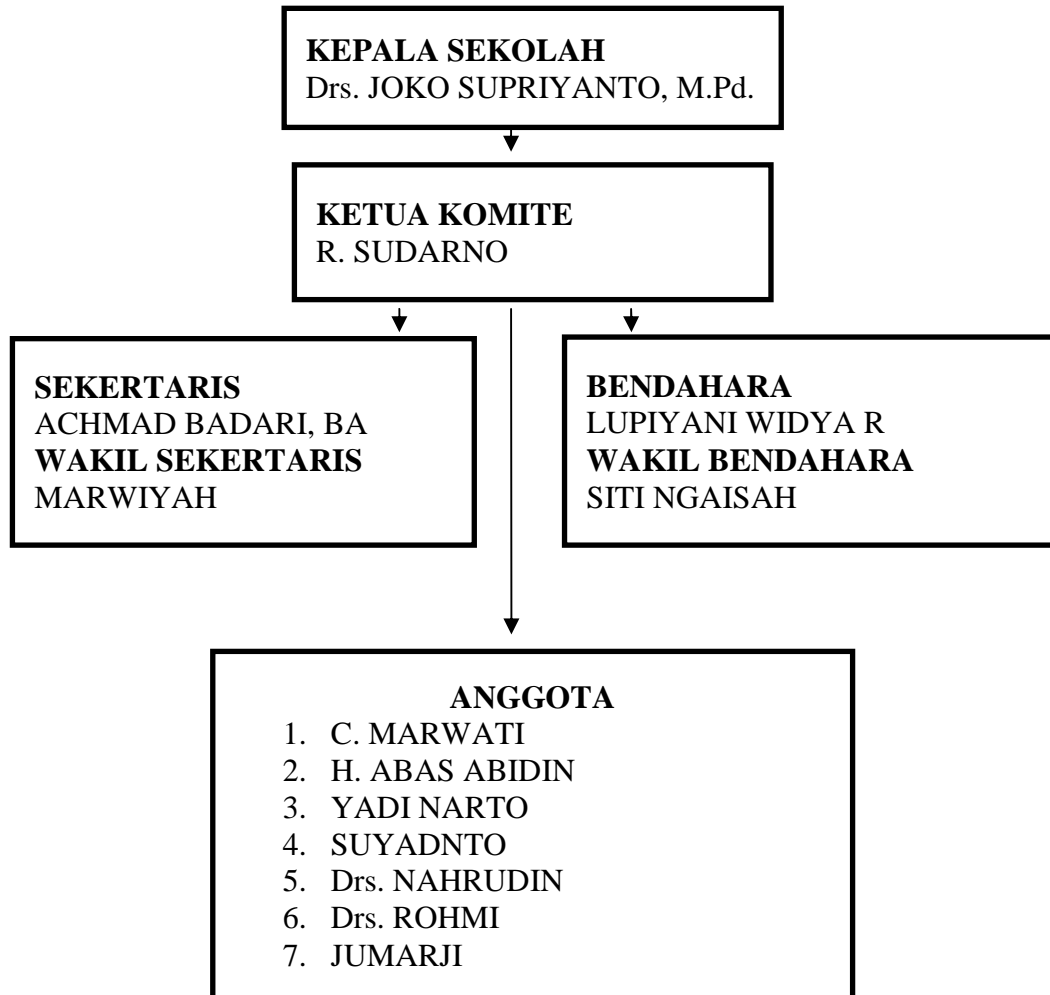 KEPALA SEKOLAH
Drs. JOKO SUPRIYANTO, M.Pd.
KETUA KOMITE
R. SUDARNO
SEKERTARIS
ACHMAD BADARI, BA
WAKIL SEKERTARIS
MARWIYAH
BENDAHARA
LUPIYANI WIDYA R
WAKIL BENDAHARA
SITI NGAISAH
ANGGOTA
1. C. MARWATI
2. H. ABAS ABIDIN
3. YADI NARTO
4. SUYADNTO
5. Drs. NAHRUDIN
6. Drs. ROHMI
7. JUMARJI